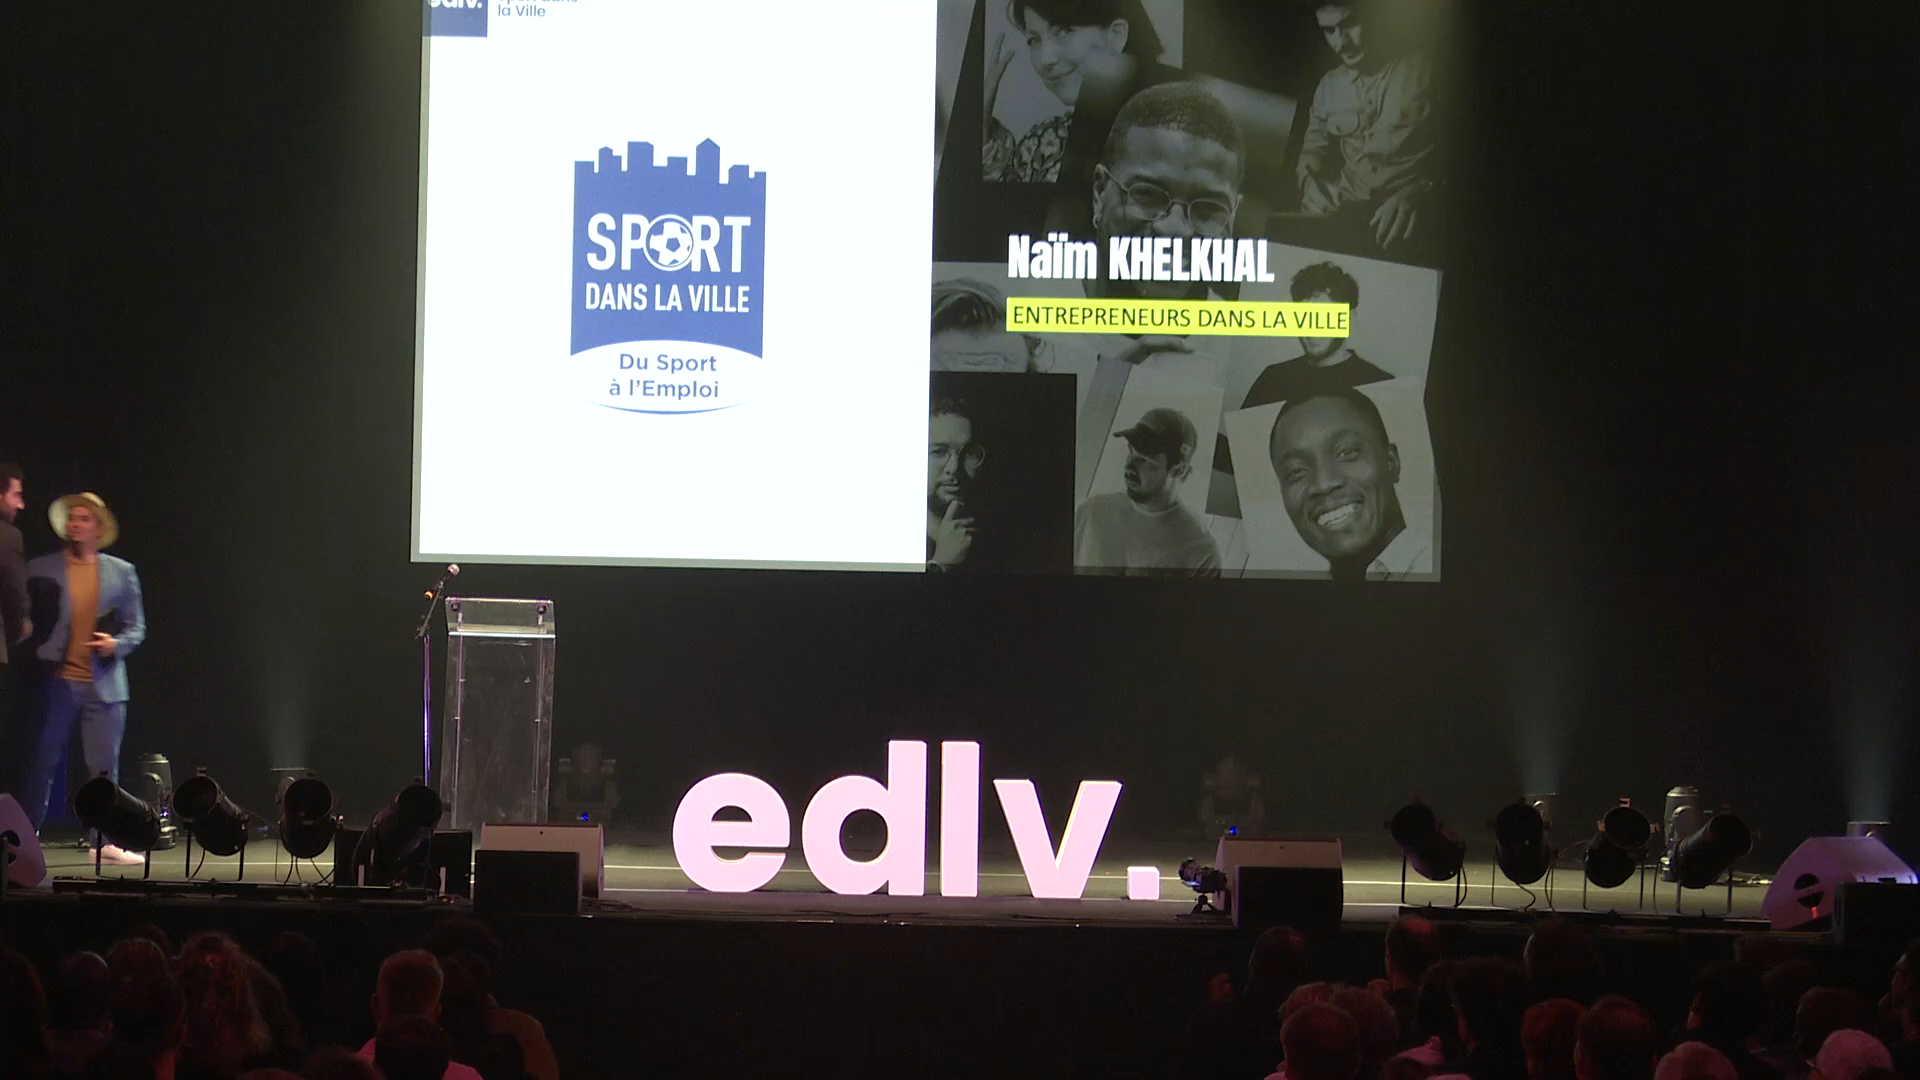 edlv.
la Ville
SPORT
DANS LA VILLE
Du Sport
à l'Emploi
Naïm KHELKHAL
ENTREPRENEURS DANS LA VILLE
edlv.